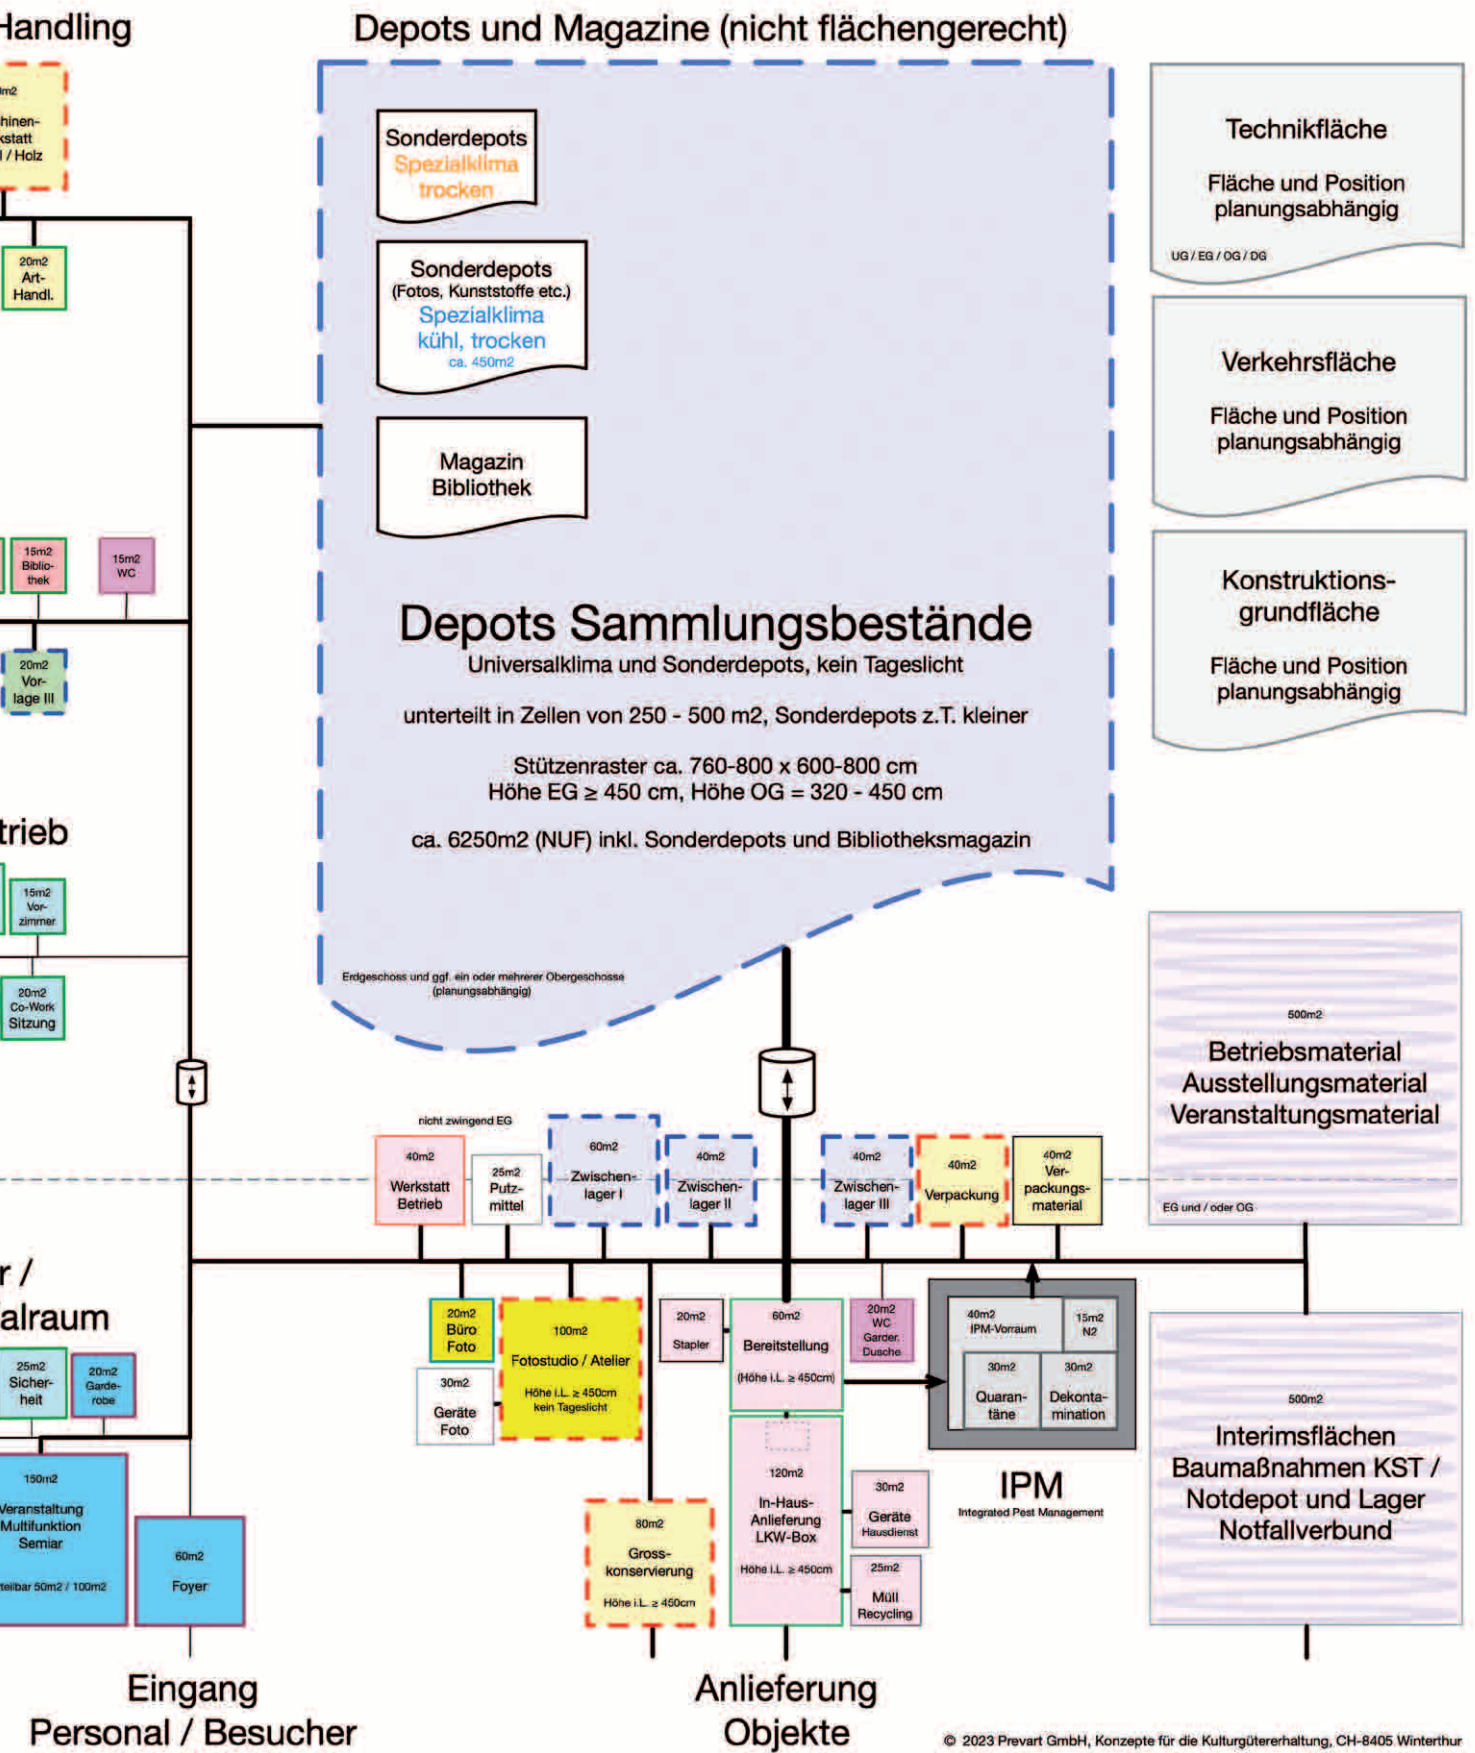 Handling
Depots und Magazine (nicht flächengerecht)
Sonderdepots
Spezialklima
trocken
Sonderdepots
(Fotos, Kunststoffe etc.)
Spezialklima
kühl, trocken
ca. 450m2
Magazin
Bibliothek
Depots Sammlungsbestände
Universalklima und Sonderdepots, kein Tageslicht
unterteilt in Zellen von 250 - 500 m2, Sonderdepots z.T. kleiner
Stützenraster ca. 760-800 x 600-800 cm
Höhe EG ≥ 450 cm, Höhe OG = 320 - 450 cm
ca. 6250m2 (NUF) inkl. Sonderdepots und Bibliotheksmagazin
Erdgeschoss und ggf. ein oder mehrerer Obergeschosse
(planungsabhängig)
Technikfläche
Fläche und Position
planungsabhängig
UG / EG / OG / DG
Verkehrsfläche
Fläche und Position
planungsabhängig
Konstruktions-
grundfläche
Fläche und Position
planungsabhängig
m2
hinen-
kstatt
l / Holz
20m2
Art-
Handl.
15m2
Biblio-
thek
15m2
WC
20m2
Vor-
lage III
trieb
15m2
Vor-
zimmer
20m2
Co-Work
Sitzung
500m2
Betriebsmaterial
Ausstellungsmaterial
Veranstaltungsmaterial
EG und / oder OG
nicht zwingend EG
40m2
Werkstatt
Betrieb
25m2
Putz-
mittel
60m2
Zwischen-
lager I
40m2
Zwischen-
lager II
40m2
Zwischen-
lager III
40m2
Verpackung
40m2
Ver-
packungs-
material
r /
alraum
25m2
Sicher-
heit
20m2
Garde-
robe
150m2
Veranstaltung
Multifunktion
Semiar
teilbar 50m2 / 100m2
60m2
Foyer
20m2
Büro
Foto
30m2
Geräte
Foto
100m2
Fotostudio / Atelier
Höhe i.L. ≥ 450cm
kein Tageslicht
80m2
Gross-
konservierung
Höhe i.L. ≥ 450cm
20m2
Stapler
60m2
Bereitstellung
(Höhe i.L. ≥ 450cm)
20m2
WC
Garder.
Dusche
120m2
In-Haus-
Anlieferung
LKW-Box
Höhe i.L. ≥ 450cm
30m2
Geräte
Hausdienst
25m2
Müll
Recycling
40m2
IPM-Vorraum
15m2
N2
30m2
Quaran-
täne
30m2
Dekonta-
mination
IPM
Integrated Pest Management
500m2
Interimsflächen
Baumaßnahmen KST /
Notdepot und Lager
Notfallverbund
Eingang
Personal / Besucher
Anlieferung
Objekte
© 2023 Prevart GmbH, Konzepte für die Kulturgütererhaltung, CH-8405 Winterthur